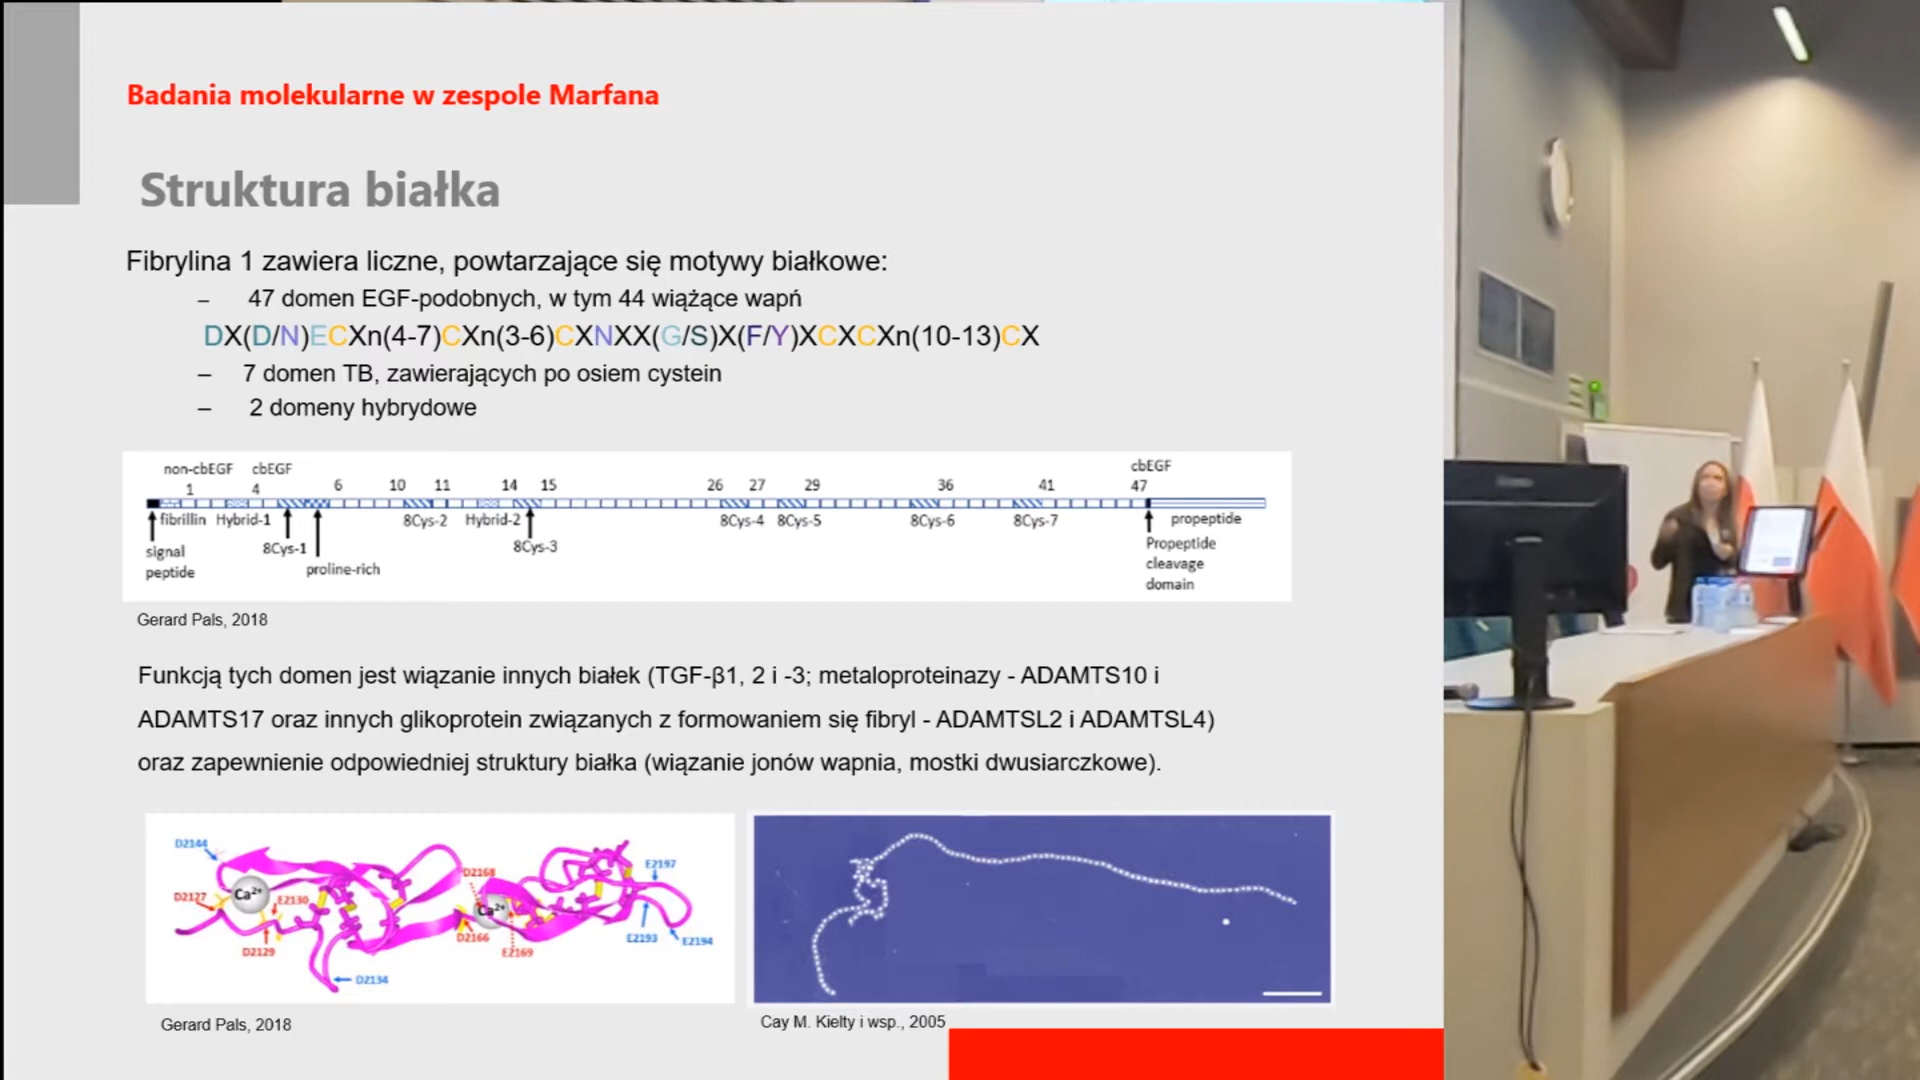 Badania molekularne w zespole Marfana
Struktura białka
Fibrylina 1 zawiera liczne, powtarzające się motywy białkowe:
– 47 domen EGF-podobnych, w tym 44 wiążące wapń
DX(D/N)ECXn(4-7)CXn(3-6)CXNXX(G/S)X(F/Y)XCXCXn(10-13)CX
– 7 domen TB, zawierających po osiem cystein
– 2 domeny hybrydowe
non-cbEGF cbEGF cbEGF
1 4 6 10 11 14 15 26 27 29 36 41 47
fibrillin Hybrid-1 8Cys-2 Hybrid-2 8Cys-4 8Cys-5 8Cys-6 8Cys-7 propeptide
8Cys-1 8Cys-3
signal
peptide
proline-rich
Propeptide
cleavage
domain
Gerard Pals, 2018
Funkcją tych domen jest wiązanie innych białek (TGF-β1, 2 i -3; metaloproteinazy - ADAMTS10 i
ADAMTS17 oraz innych glikoprotein związanych z formowaniem się fibryl - ADAMTSL2 i ADAMTSL4)
oraz zapewnienie odpowiedniej struktury białka (wiązanie jonów wapnia, mostki dwusiarczkowe).
D2144
D2127
Ca2+
E2130
D2129
D2134
D2168
Ca2+
D2166
E2169
E2197
E2193
E2194
Gerard Pals, 2018
Cay M. Kielty i wsp., 2005